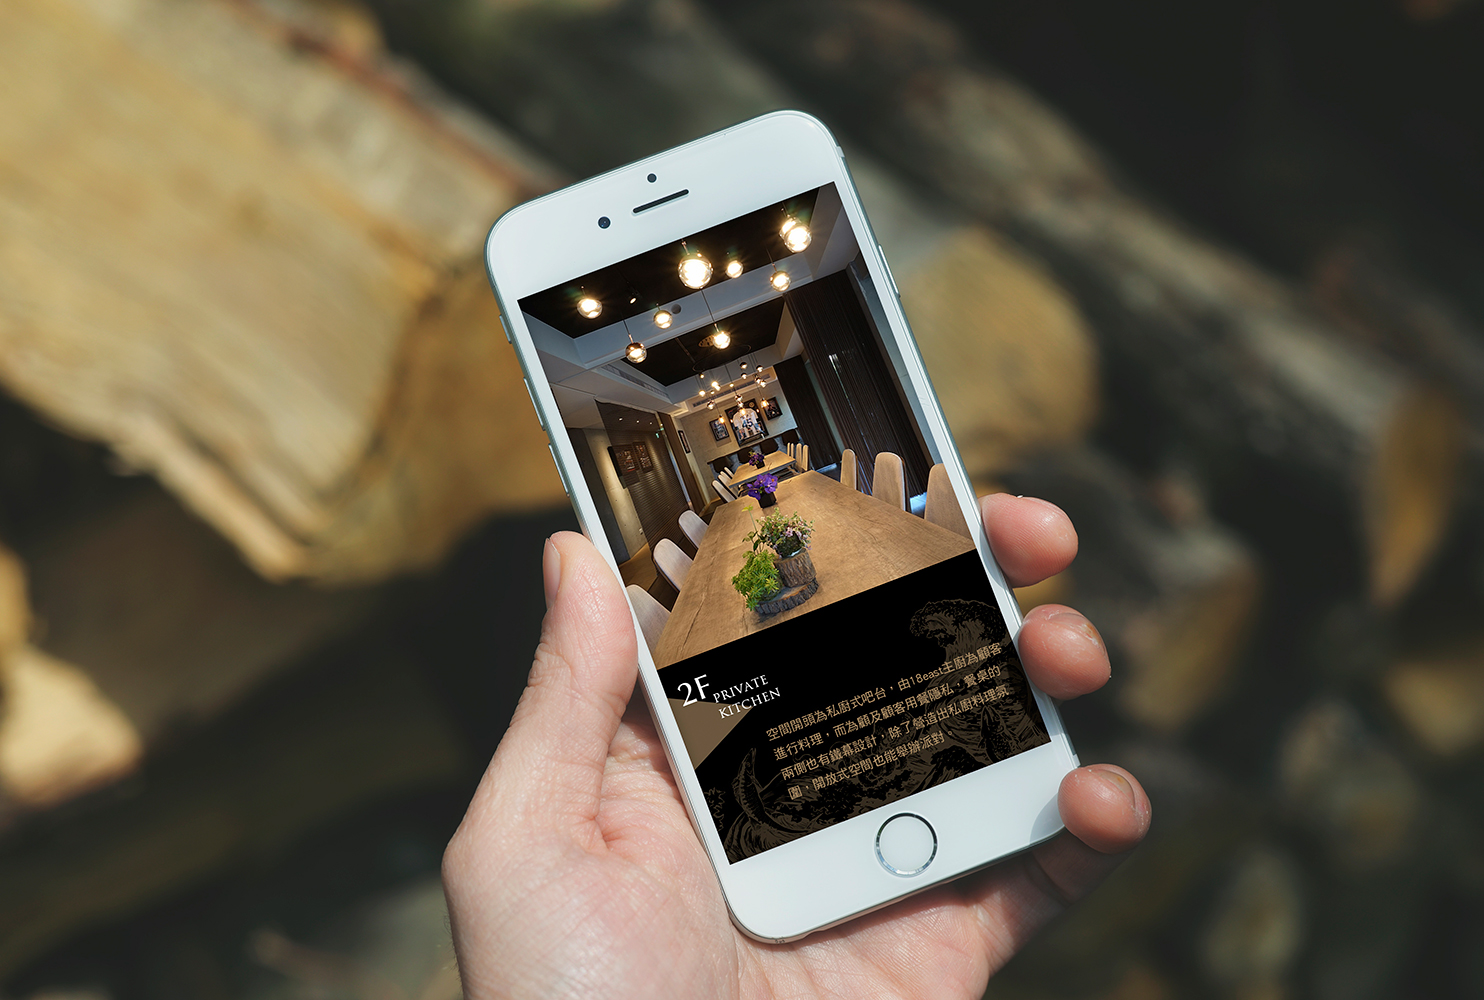 2F PRIVATE
KITCHEN
空間開頭為私廚式吧台，由18east主廚為顧客
進行料理，而為顧及顧客用餐隱私，餐桌的
兩側也有鐵幕設計，除了營造出私廚料理氛
圍，開放式空間也能舉辦派對